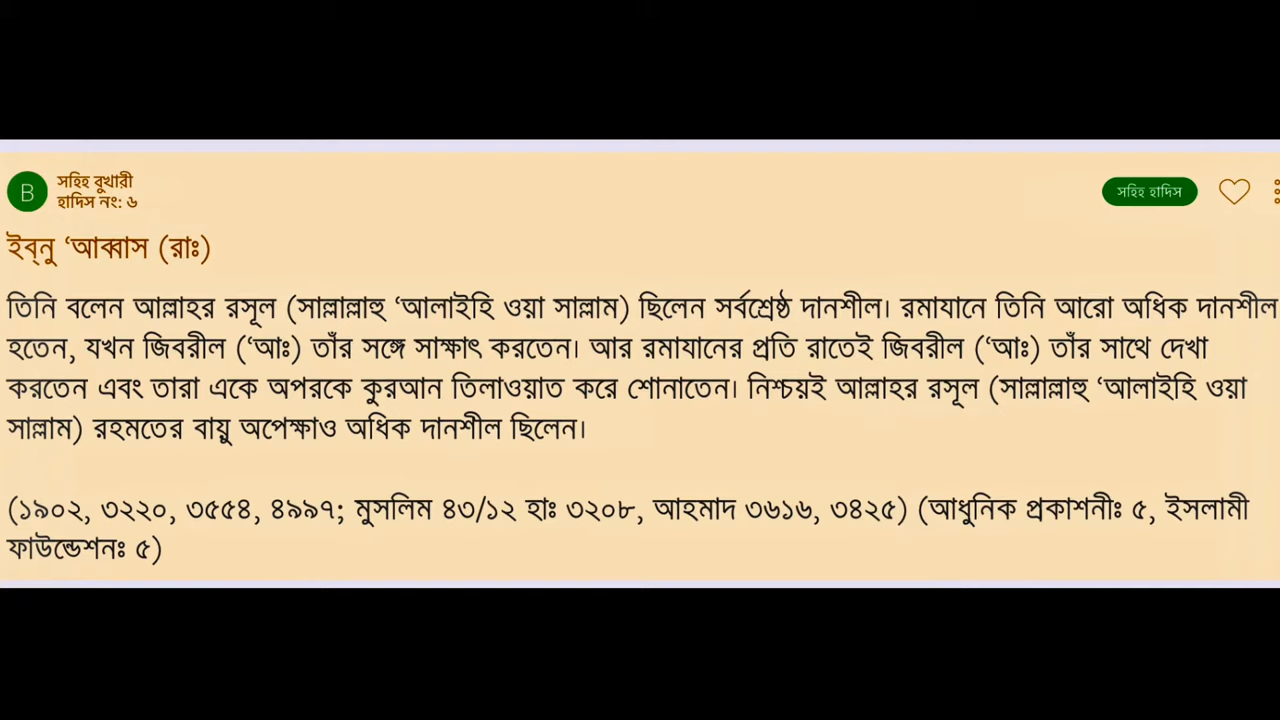 B
সহিহ বুখারী
হাদিস নং: ৬
সহিহ হাদিস
ইব্‌নু ‘আব্বাস (রাঃ)
তিনি বলেন আল্লাহর রসূল (সাল্লাল্লাহু ‘আলাইহি ওয়া সাল্লাম) ছিলেন সর্বশ্রেষ্ঠ দানশীল। রমাযানে তিনি আরো অধিক দানশীল
হতেন, যখন জিবরীল (‘আঃ) তাঁর সঙ্গে সাক্ষাৎ করতেন। আর রমাযানের প্রতি রাতেই জিবরীল (‘আঃ) তাঁর সাথে দেখা
করতেন এবং তারা একে অপরকে কুরআন তিলাওয়াত করে শোনাতেন। নিশ্চয়ই আল্লাহর রসূল (সাল্লাল্লাহু ‘আলাইহি ওয়া
সাল্লাম) রহমতের বায়ু অপেক্ষাও অধিক দানশীল ছিলেন।
(১৯০২, ৩২২০, ৩৫৫৪, ৪৯৯৭; মুসলিম ৪৩/১২ হাঃ ৩২০৮, আহমাদ ৩৬১৬, ৩৪২৫) (আধুনিক প্রকাশনীঃ ৫, ইসলামী
ফাউন্ডেশনঃ ৫)